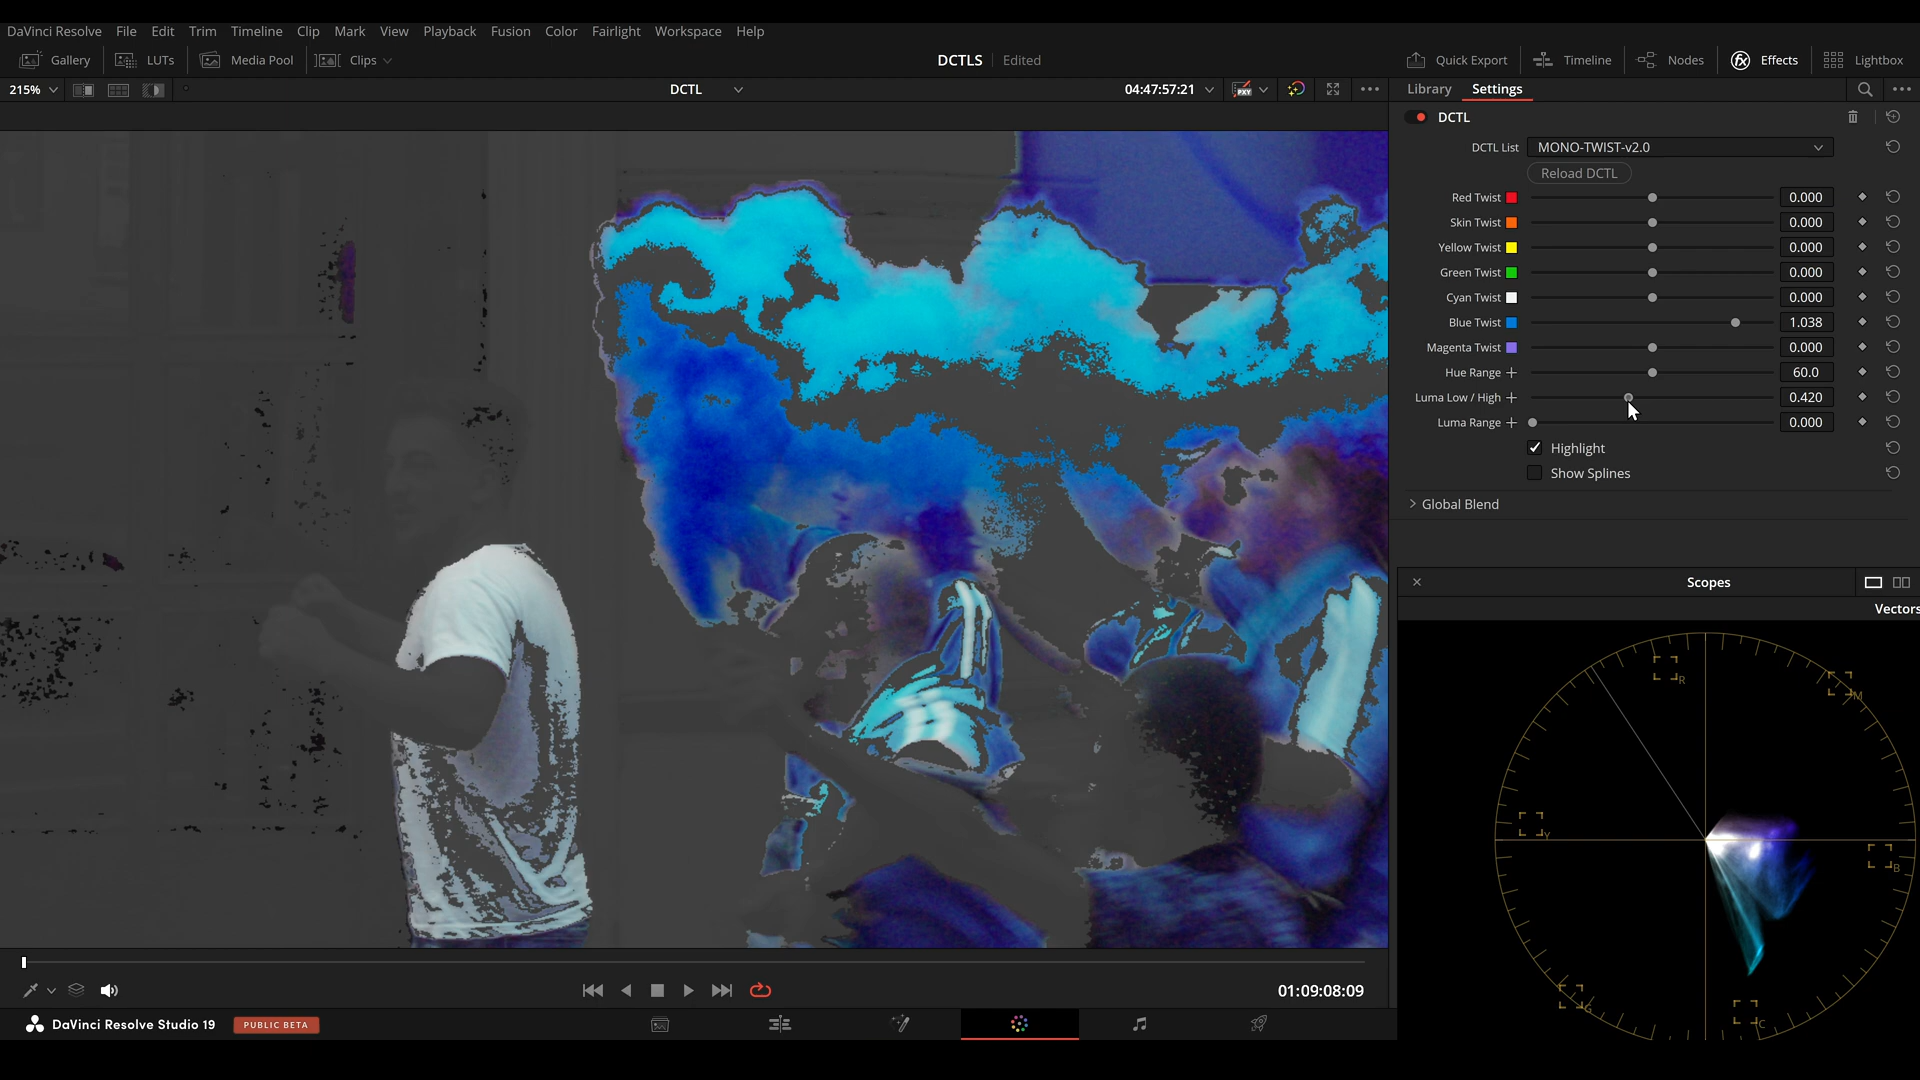 DaVinci Resolve File Edit Trim Timeline Clip Mark View Playback Fusion Color Fairlight Workspace Help
Gallery LUTs Media Pool Clips DCTLS Edited Quick Export Timeline Nodes Effects Lightbox
215% DCTL 04:47:57:21 PXY Library Settings
DCTL
DCTL List MONO-TWIST-v2.0
Reload DCTL
Red Twist 0.000
Skin Twist 0.000
Yellow Twist 0.000
Green Twist 0.000
Cyan Twist 0.000
Blue Twist 1.038
Magenta Twist 0.000
Hue Range 60.0
Luma Low / High 0.420
Luma Range 0.000
Highlight
Show Splines
Global Blend
Scopes
Vectors
R
M
Y
B
G
C
01:09:08:09
DaVinci Resolve Studio 19 PUBLIC BETA